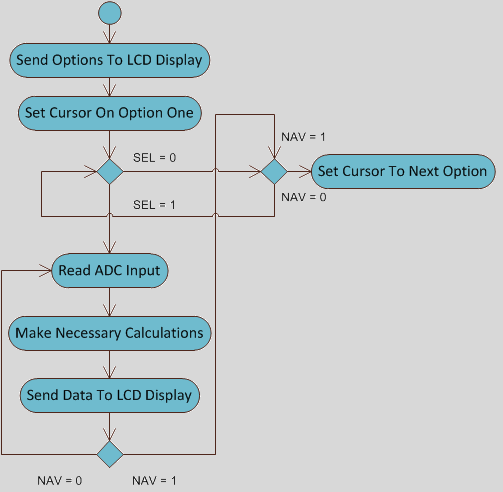 Send Options To LCD Display
Set Cursor On Option One
NAV = 1
SEL = 0
Set Cursor To Next Option
NAV = 0
SEL = 1
Read ADC Input
Make Necessary Calculations
Send Data To LCD Display
NAV = 0
NAV = 1